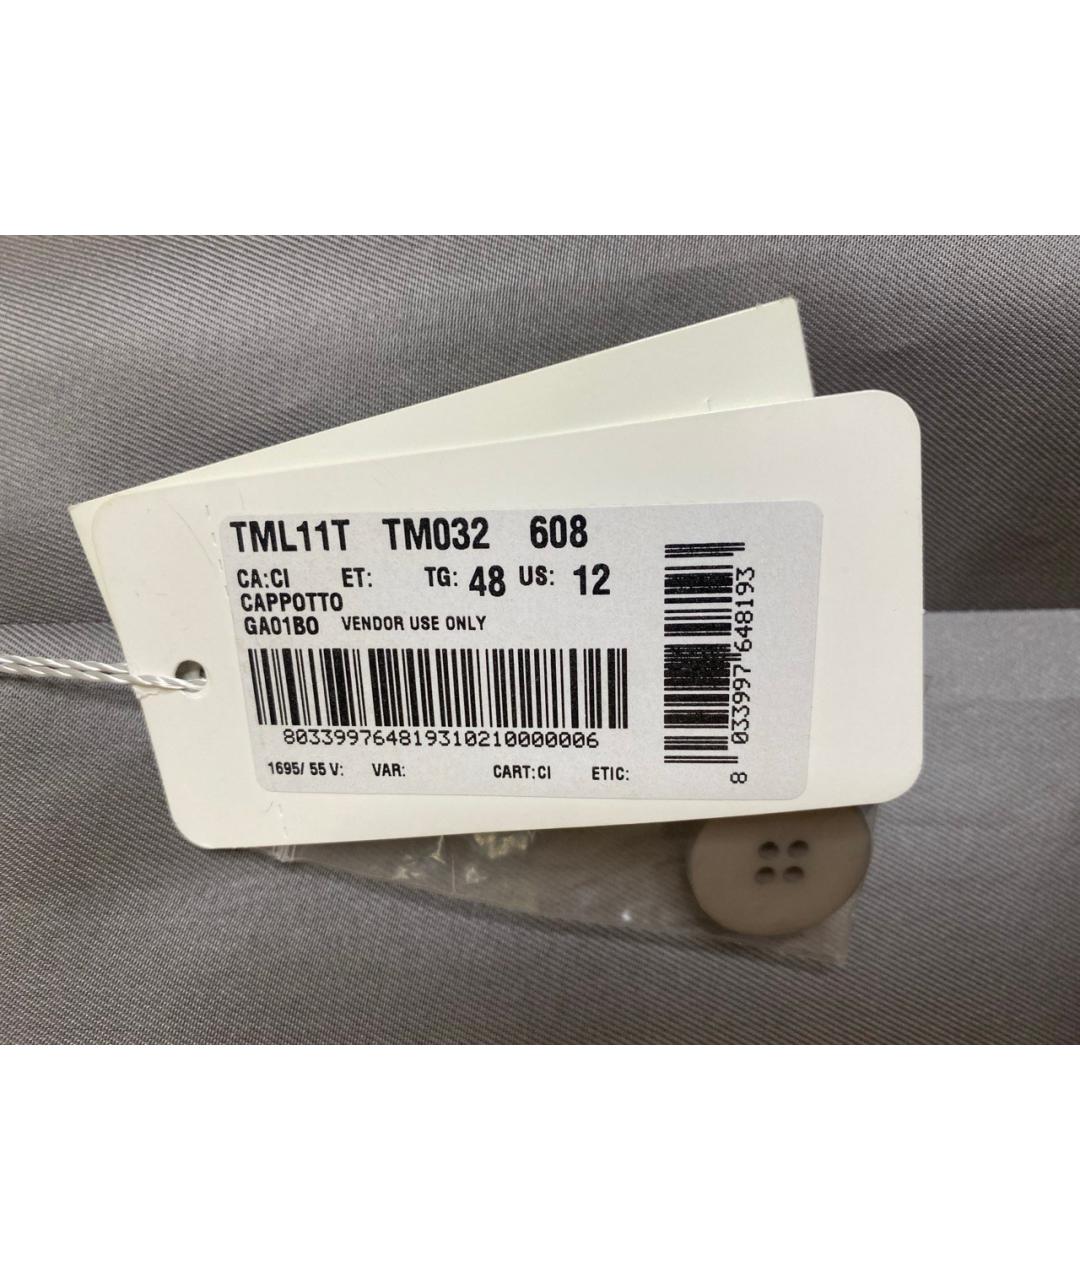 TML11T TM032 608
CA:CI ET: TG: 48 US: 12
CAPPOTTO
GA01BO VENDOR USE ONLY
803399764819310210000006
1695/ 55 V: VAR: CART:CI ETIC:
8 033997 648193